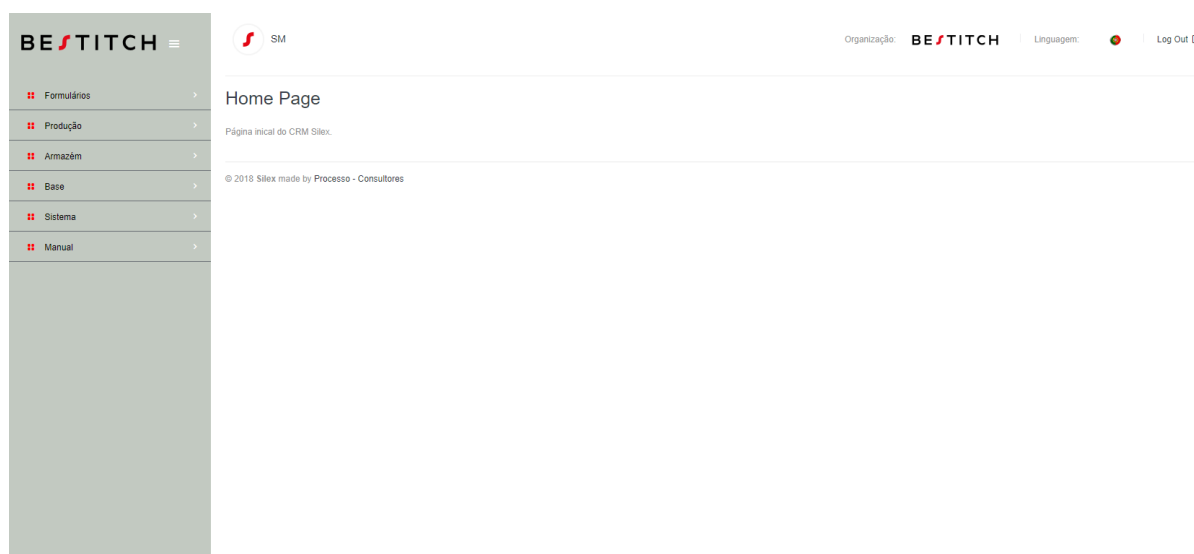 BESTITCH
Formulários
Produção
Armazém
Base
Sistema
Manual
SM
Organização: BESTITCH Linguagem: Log Out
Home Page
Página inical do CRM Silex.
© 2018 Silex made by Processo - Consultores